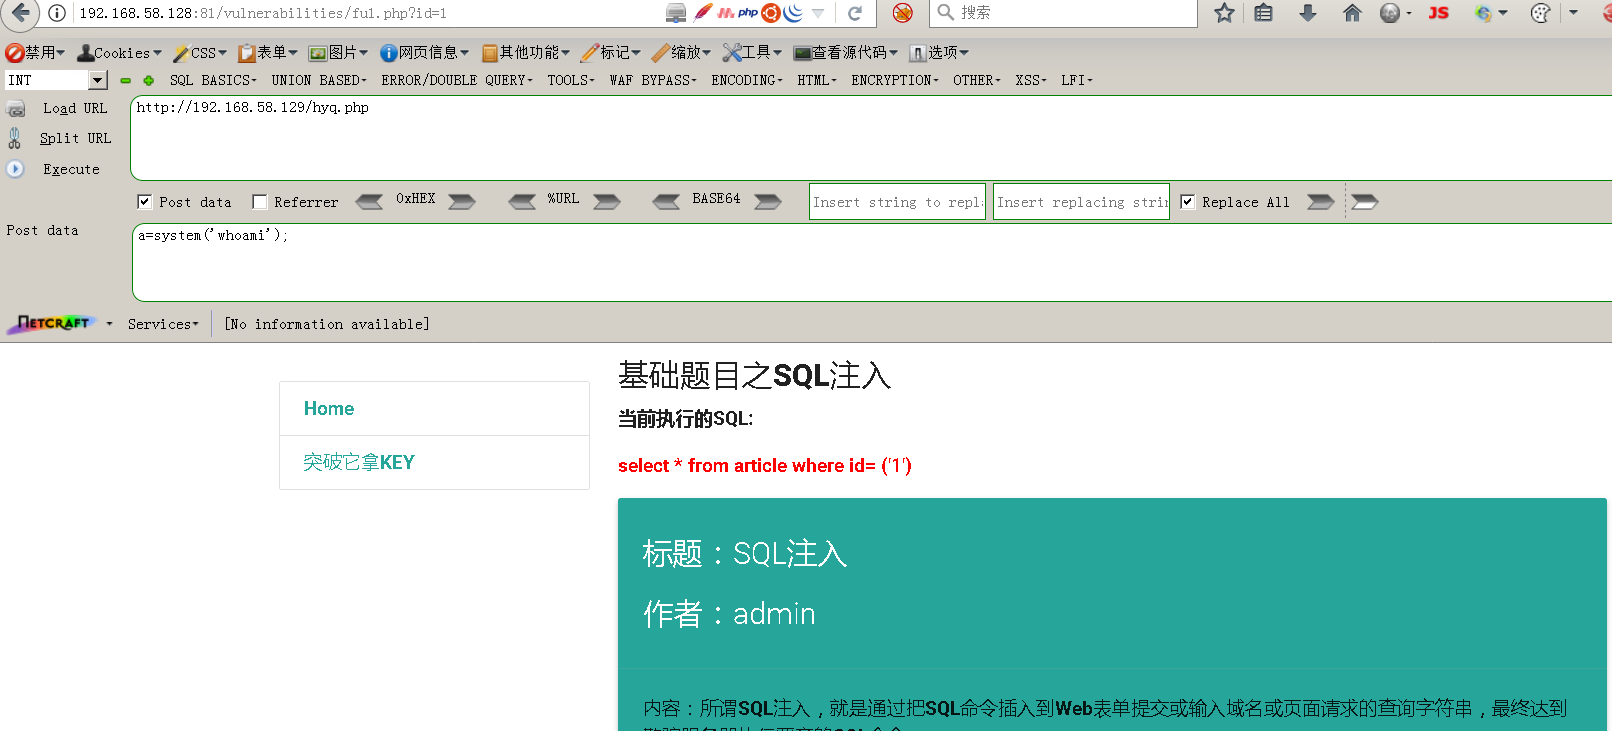 192.168.58.128:81/vulnerabilities/fu1.php?id=1 php 搜索 JS
禁用 Cookies CSS 表单 图片 网页信息 其他功能 标记 缩放 工具 查看源代码 选项
INT SQL BASICS UNION BASED ERROR/DOUBLE QUERY TOOLS WAF BYPASS ENCODING HTML ENCRYPTION OTHER XSS LFI
Load URL http://192.168.58.129/hyq.php
Split URL
Execute
Post data Referrer 0xHEX %URL BASE64 Insert string to repl Insert replacing strin Replace All
Post data a=system('whoami');
NETCRAFT Services [No information available]
基础题目之SQL注入
Home
当前执行的SQL:
突破它拿KEY
select * from article where id= ('1')
标题：SQL注入
作者：admin
内容：所谓SQL注入，就是通过把SQL命令插入到Web表单提交或输入域名或页面请求的查询字符串，最终达到